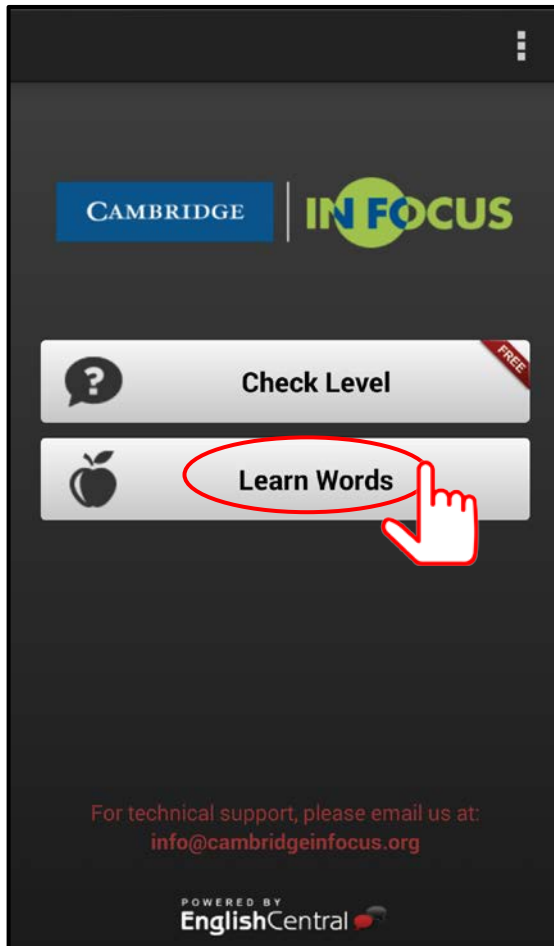 CAMBRIDGE IN FOCUS
Check Level
FREE
Learn Words
For technical support, please email us at:
info@cambridgeinfocus.org
POWERED BY
EnglishCentral